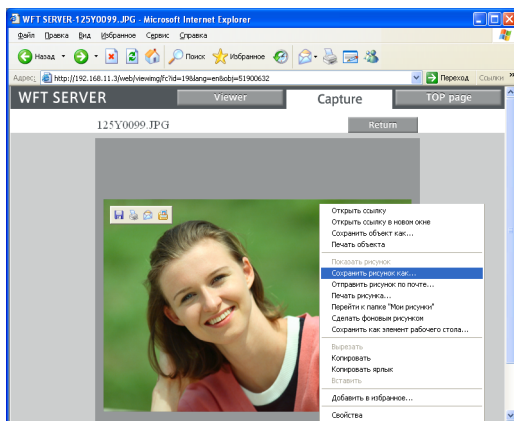 WFT SERVER-125Y0099.JPG - Microsoft Internet Explorer
Файл Правка Вид Избранное Сервис Справка
Назад Поиск Избранное
Адрес: http://192.168.11.3/web/viewimg/fc?id=19&lang=en&obj=51900632 Переход Ссылки »
WFT SERVER Viewer Capture TOP page
125Y0099.JPG Return
Открыть ссылку
Открыть ссылку в новом окне
Сохранить объект как...
Печать объекта
Показать рисунок
Сохранить рисунок как...
Отправить рисунок по почте...
Печать рисунка...
Перейти к папке "Мои рисунки"
Сделать фоновым рисунком
Сохранить как элемент рабочего стола...
Вырезать
Копировать
Копировать ярлык
Вставить
Добавить в избранное...
Свойства